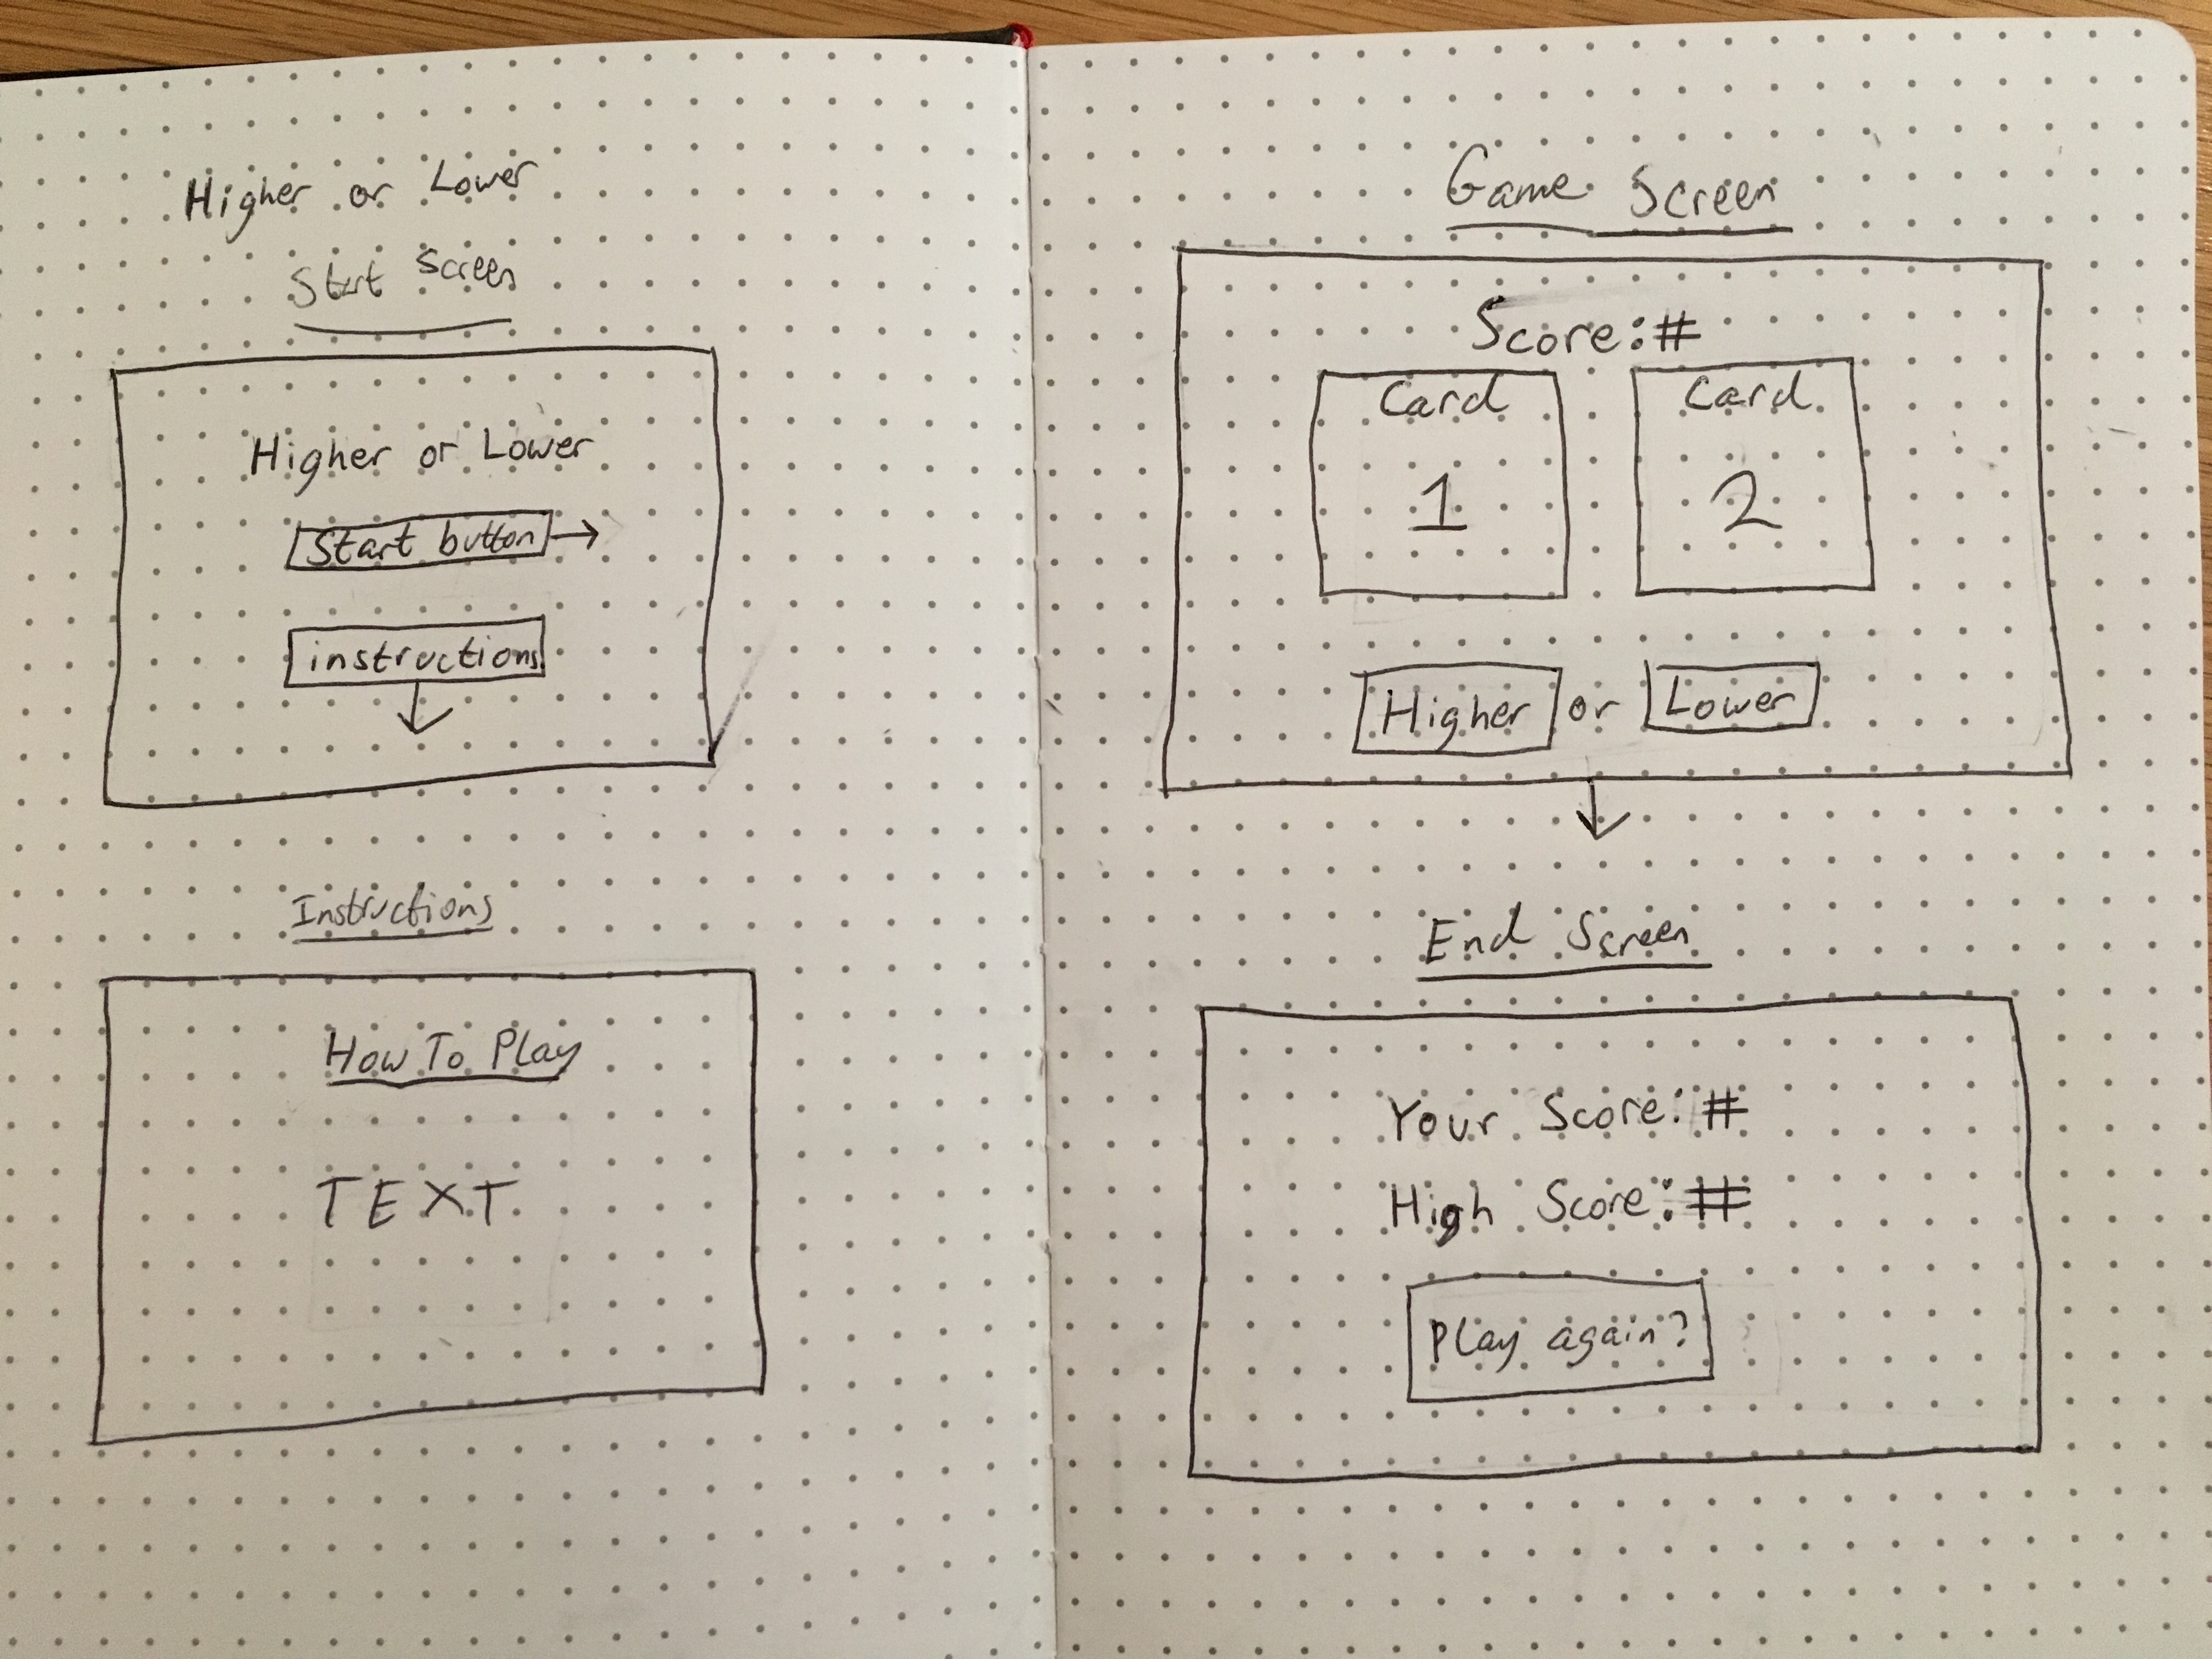 Higher or Lower
Start Screen
Higher or Lower
Start button
instructions
Instructions
How To Play
TEXT
Game Screen
Score:#
Card Card
1 2
Higher or Lower
End Screen
Your Score:#
High Score:#
Play again?